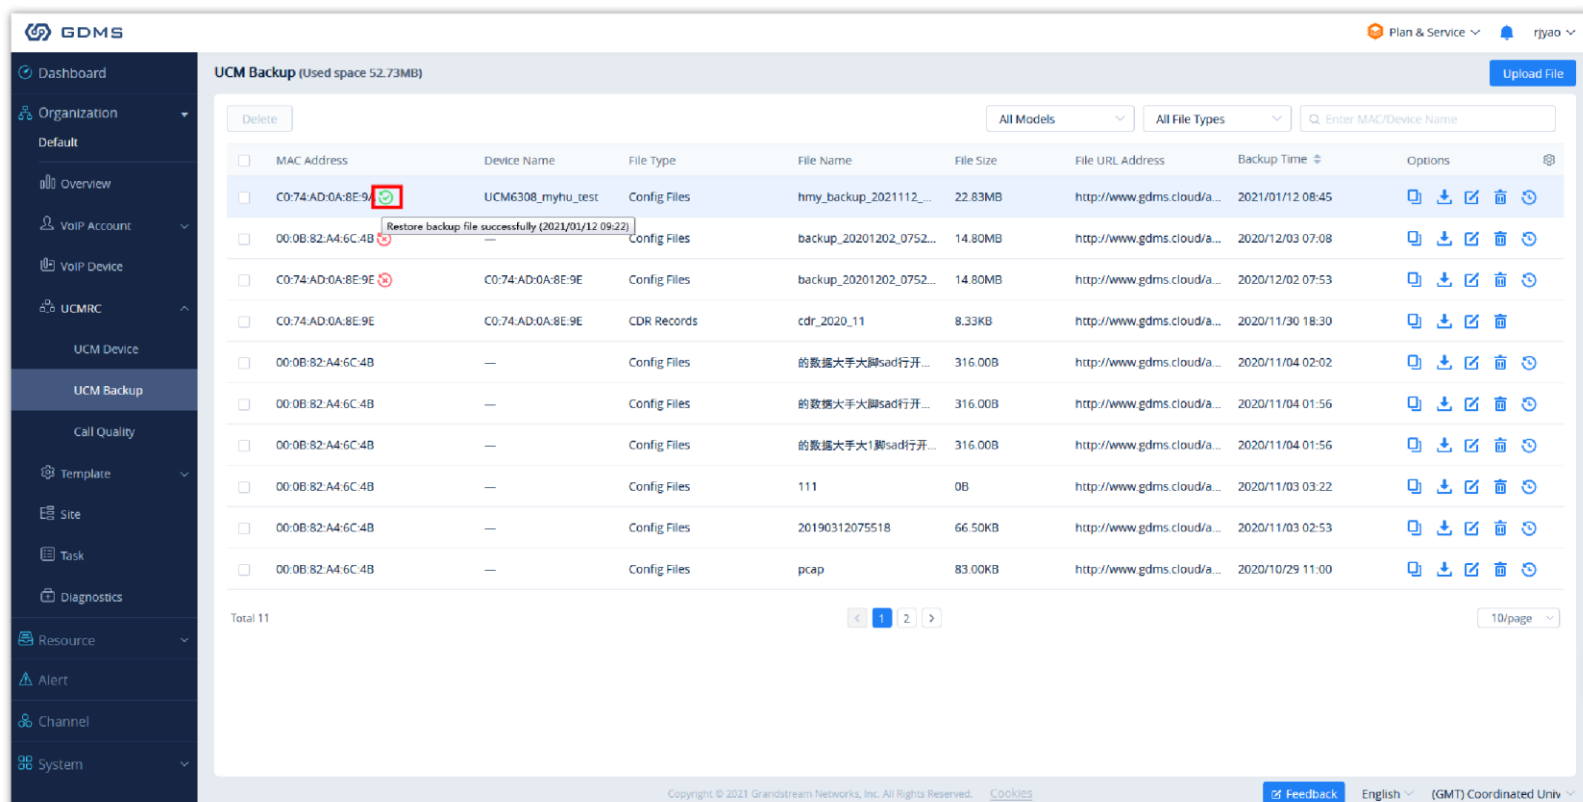 GDMS
Plan & Service
rjyao
Dashboard
Organization
Default
Overview
VoIP Account
VoIP Device
UCMRC
UCM Device
UCM Backup
Call Quality
Template
Site
Task
Diagnostics
Resource
Alert
Channel
System
UCM Backup (Used space 52.73MB)
Upload File
Delete
All Models
All File Types
Enter MAC/Device Name
MAC Address Device Name File Type File Name File Size File URL Address Backup Time Options
C0:74:AD:0A:8E:9 UCM6308_myhu_test Config Files hmy_backup_2021112_... 22.83MB http://www.gdms.cloud/a... 2021/01/12 08:45
Restore backup file successfully (2021/01/12 09:22)
00:0B:82:A4:6C:4B — Config Files backup_20201202_0752... 14.80MB http://www.gdms.cloud/a... 2020/12/03 07:08
C0:74:AD:0A:8E:9E C0:74:AD:0A:8E:9E Config Files backup_20201202_0752... 14.80MB http://www.gdms.cloud/a... 2020/12/02 07:53
C0:74:AD:0A:8E:9E C0:74:AD:0A:8E:9E CDR Records cdr_2020_11 8.33KB http://www.gdms.cloud/a... 2020/11/30 18:30
00:0B:82:A4:6C:4B — Config Files 的数据大手大脚sad行开... 316.00B http://www.gdms.cloud/a... 2020/11/04 02:02
00:0B:82:A4:6C:4B — Config Files 的数据大手大脚sad行开... 316.00B http://www.gdms.cloud/a... 2020/11/04 01:56
00:0B:82:A4:6C:4B — Config Files 的数据大手大1脚sad行开... 316.00B http://www.gdms.cloud/a... 2020/11/04 01:56
00:0B:82:A4:6C:4B — Config Files 111 0B http://www.gdms.cloud/a... 2020/11/03 03:22
00:0B:82:A4:6C:4B — Config Files 20190312075518 66.50KB http://www.gdms.cloud/a... 2020/11/03 02:53
00:0B:82:A4:6C:4B — Config Files pcap 83.00KB http://www.gdms.cloud/a... 2020/10/29 11:00
Total 11
< 1 2 >
10/page
Copyright © 2021 Grandstream Networks, Inc. All Rights Reserved. Cookies
Feedback
English
(GMT) Coordinated Univ